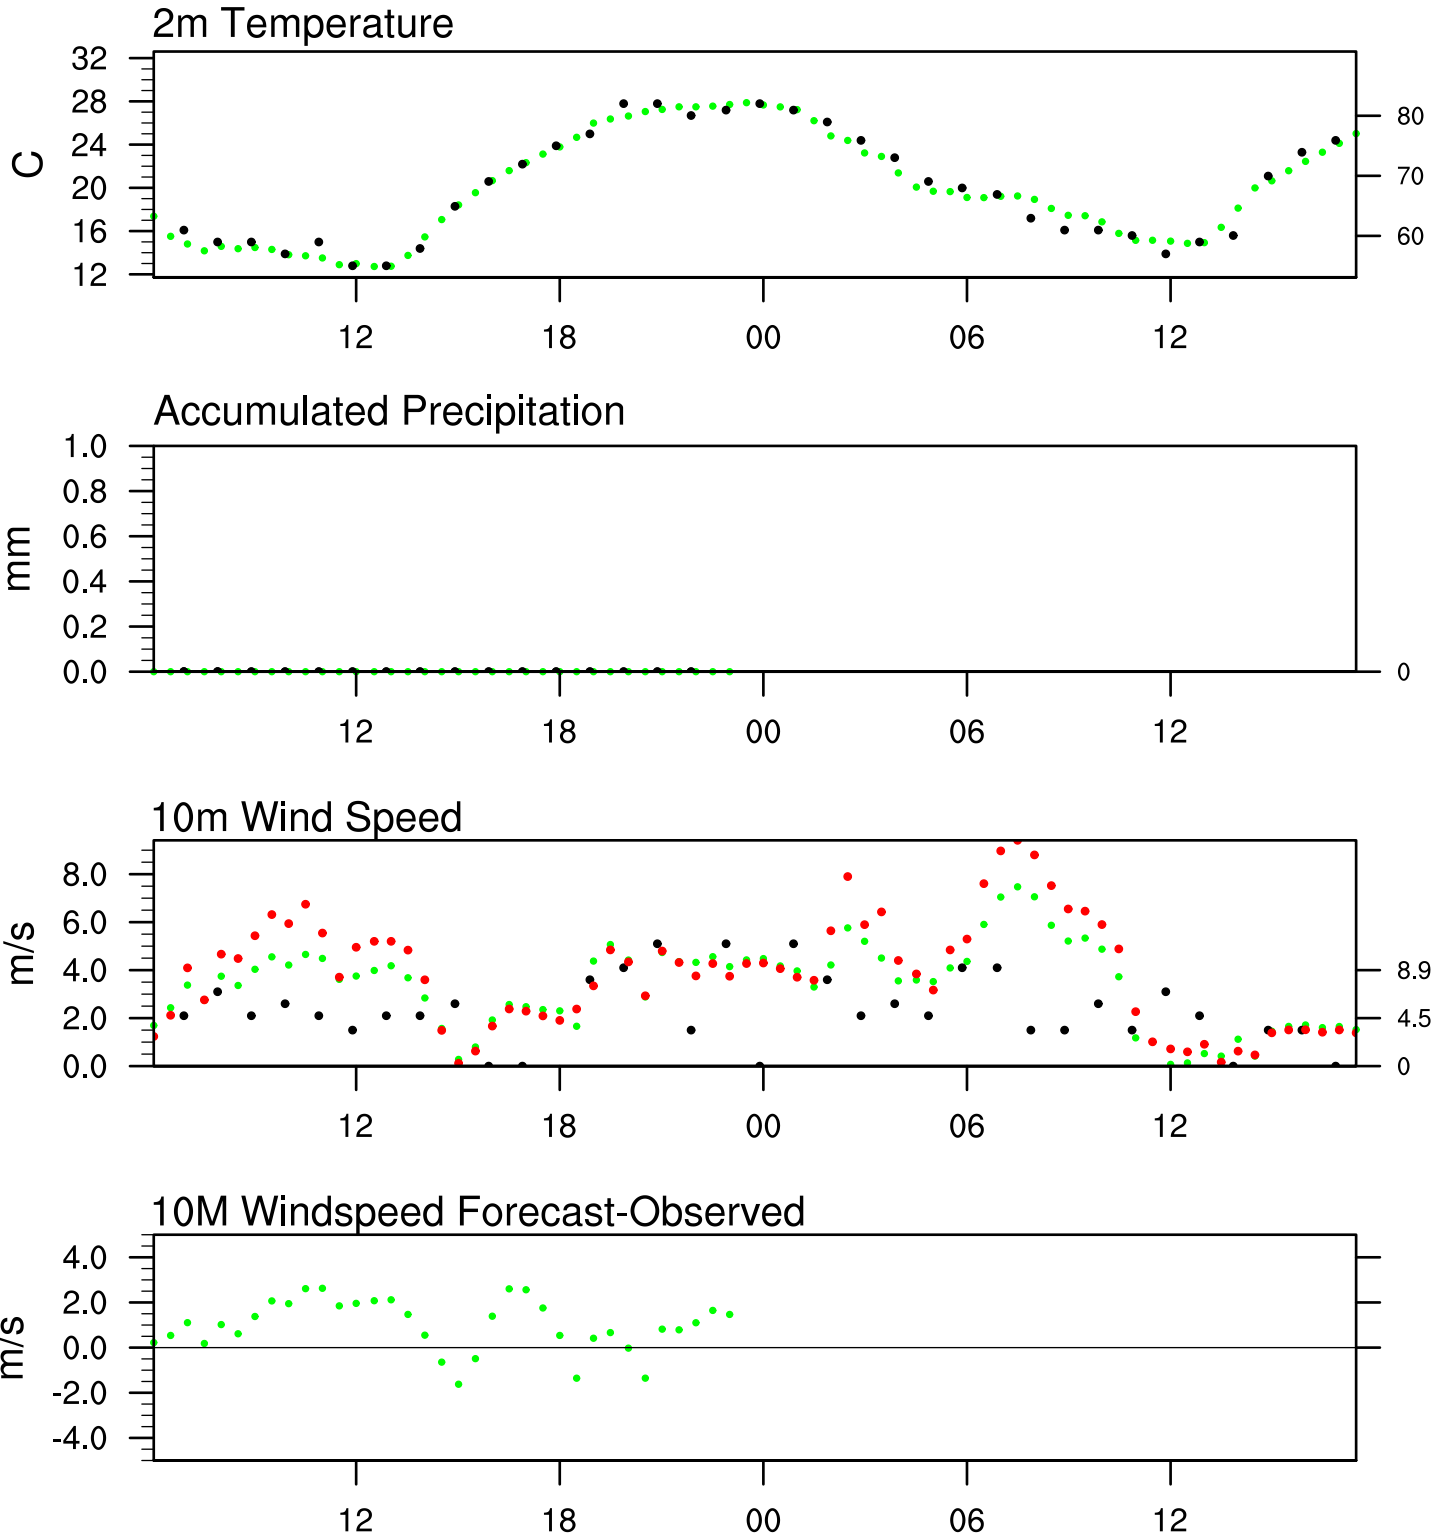 2m Temperature
32
28
24
20
16
12
C
80
70
60
12 18 00 06 12
Accumulated Precipitation
1.0
0.8
0.6
0.4
0.2
0.0
mm
0
12 18 00 06 12
10m Wind Speed
8.0
6.0
4.0
2.0
0.0
m/s
8.9
4.5
0
12 18 00 06 12
10M Windspeed Forecast-Observed
4.0
2.0
0.0
-2.0
-4.0
m/s
12 18 00 06 12